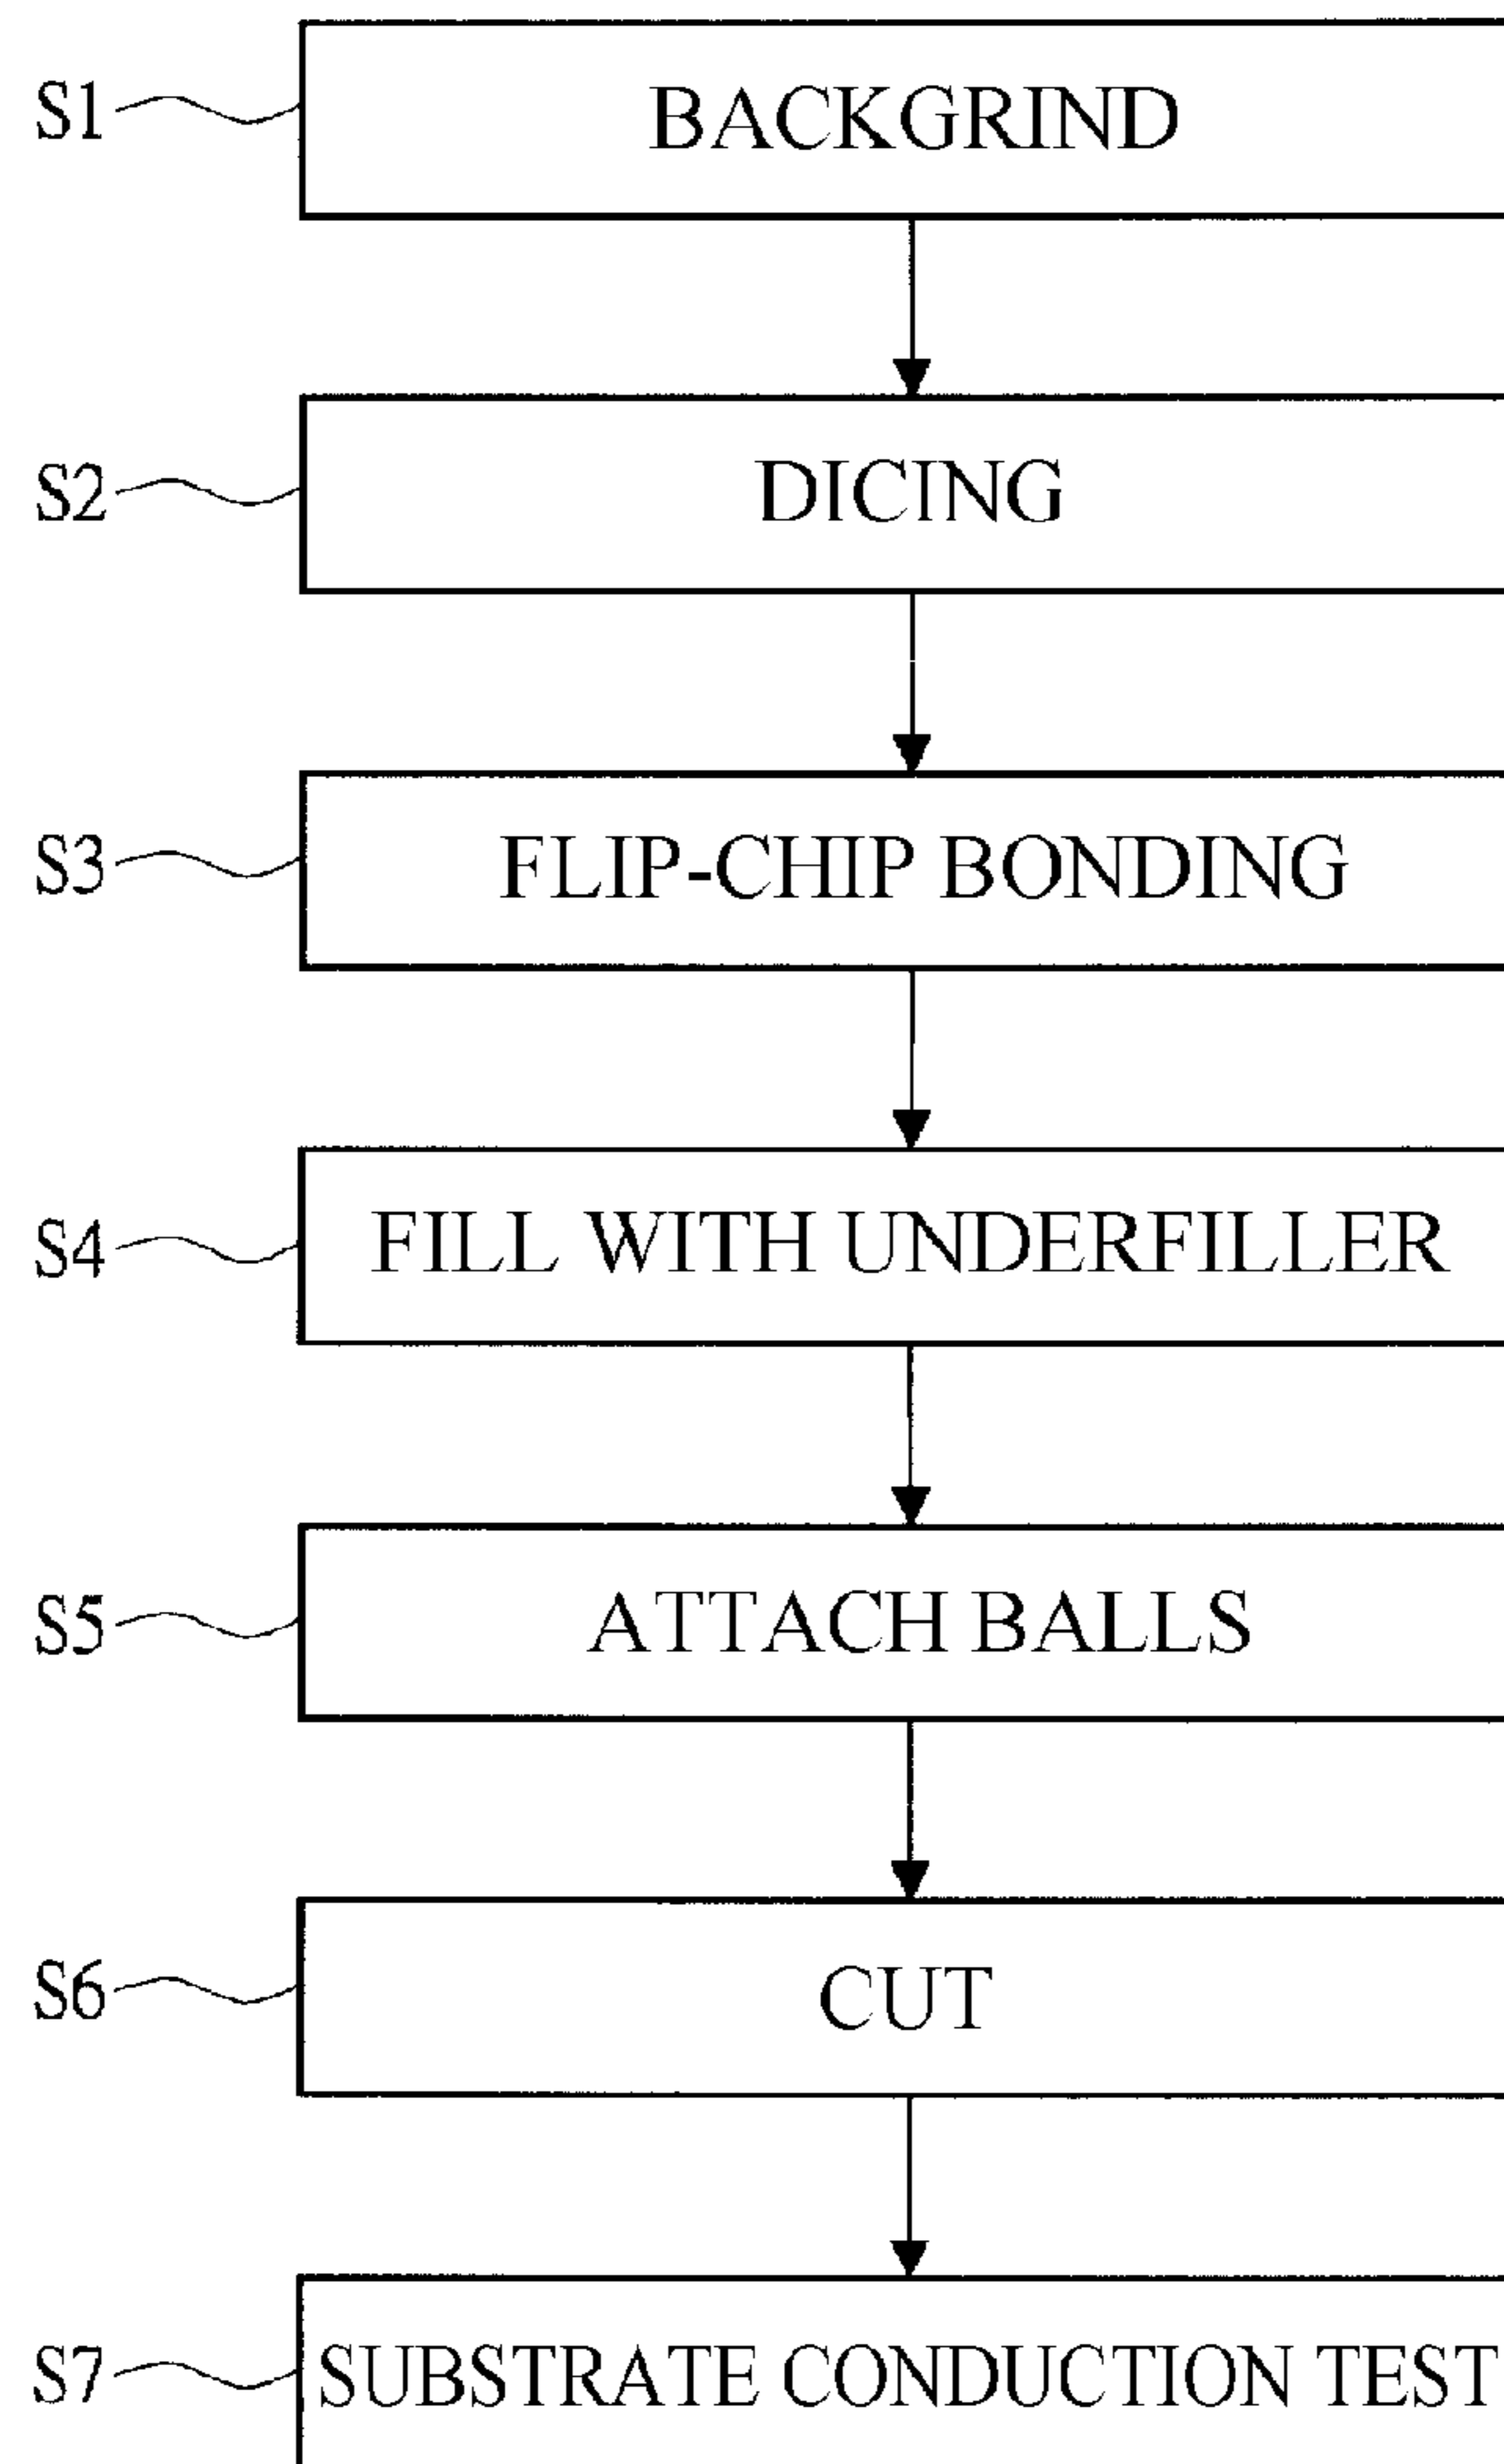 S1 BACKGRIND
S2 DICING
S3 FLIP-CHIP BONDING
S4 FILL WITH UNDERFILLER
S5 ATTACH BALLS
S6 CUT
S7 SUBSTRATE CONDUCTION TEST